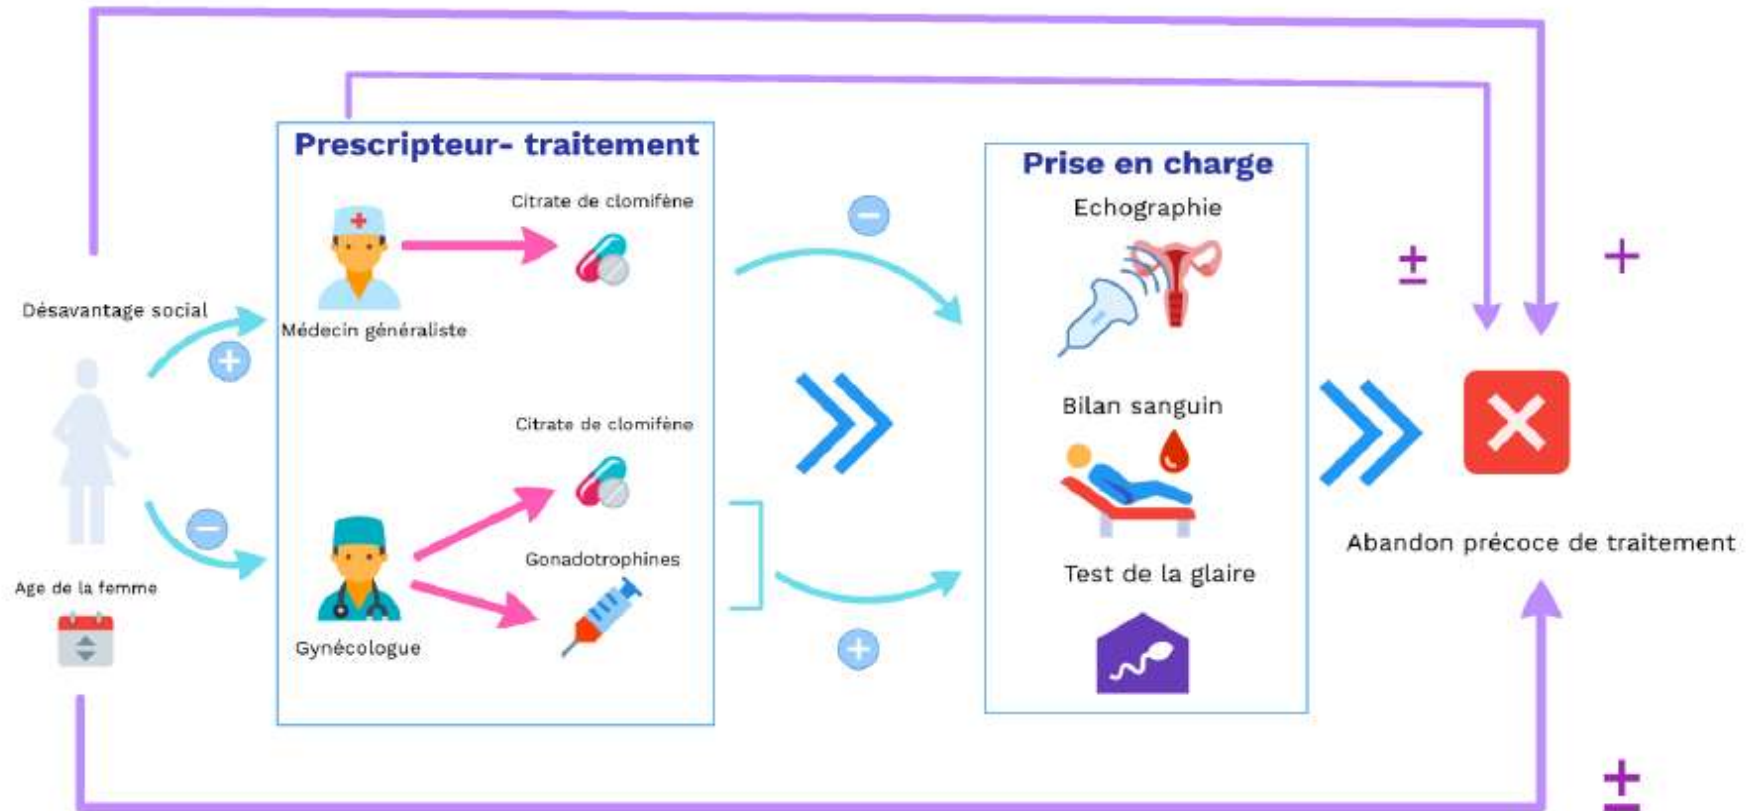 Prescripteur- traitement
Citrate de clomifène
Médecin généraliste
Citrate de clomifène
Gonadotrophines
Gynécologue
Désavantage social
Age de la femme
Prise en charge
Echographie
Bilan sanguin
Test de la glaire
Abandon précoce de traitement
+
−
−
+
±
+
±